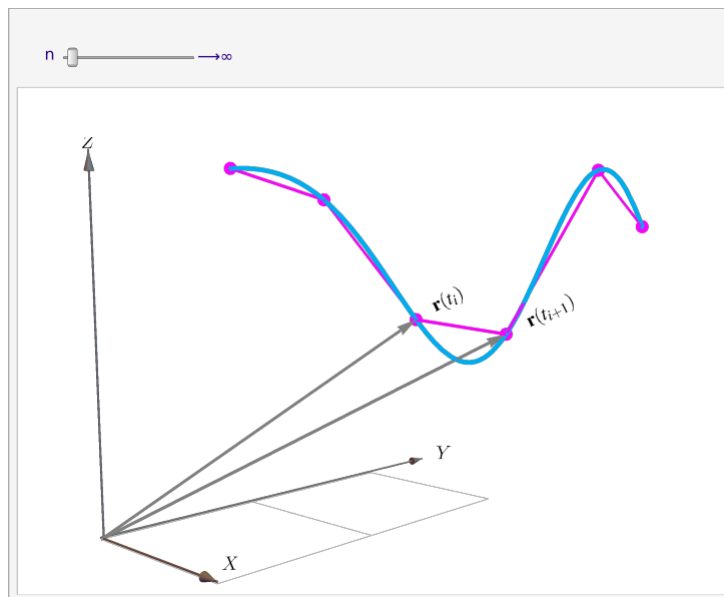 n →∞
Z
r(tᵢ)
r(tᵢ₊₁)
Y
X